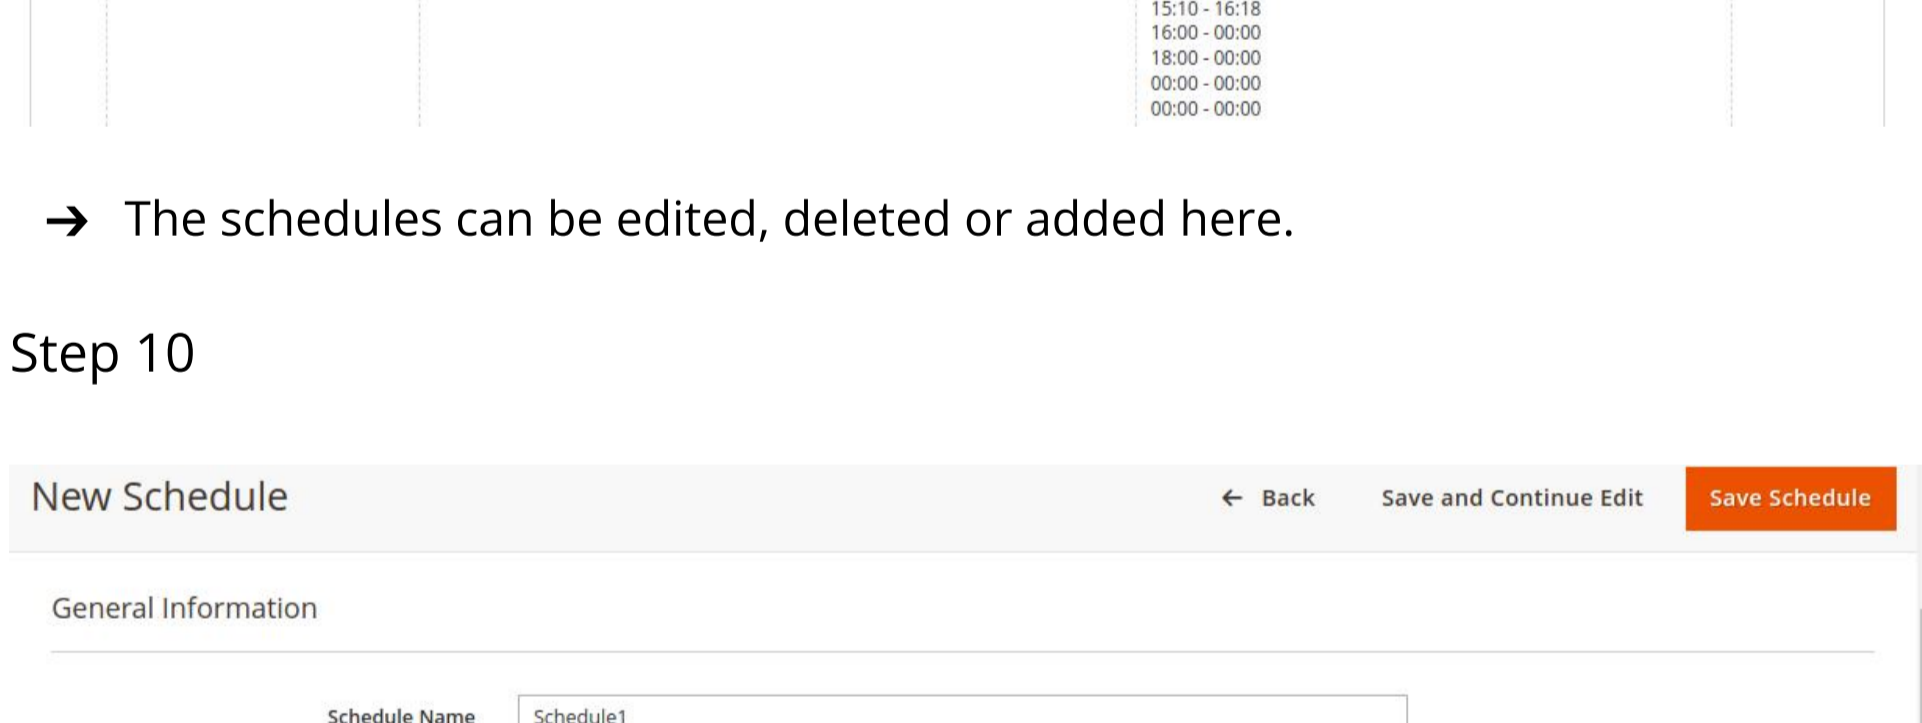 15:10 - 16:18
16:00 - 00:00
18:00 - 00:00
00:00 - 00:00
00:00 - 00:00
➔ The schedules can be edited, deleted or added here.
Step 10
New Schedule ← Back Save and Continue Edit Save Schedule
General Information
Schedule Name Schedule1